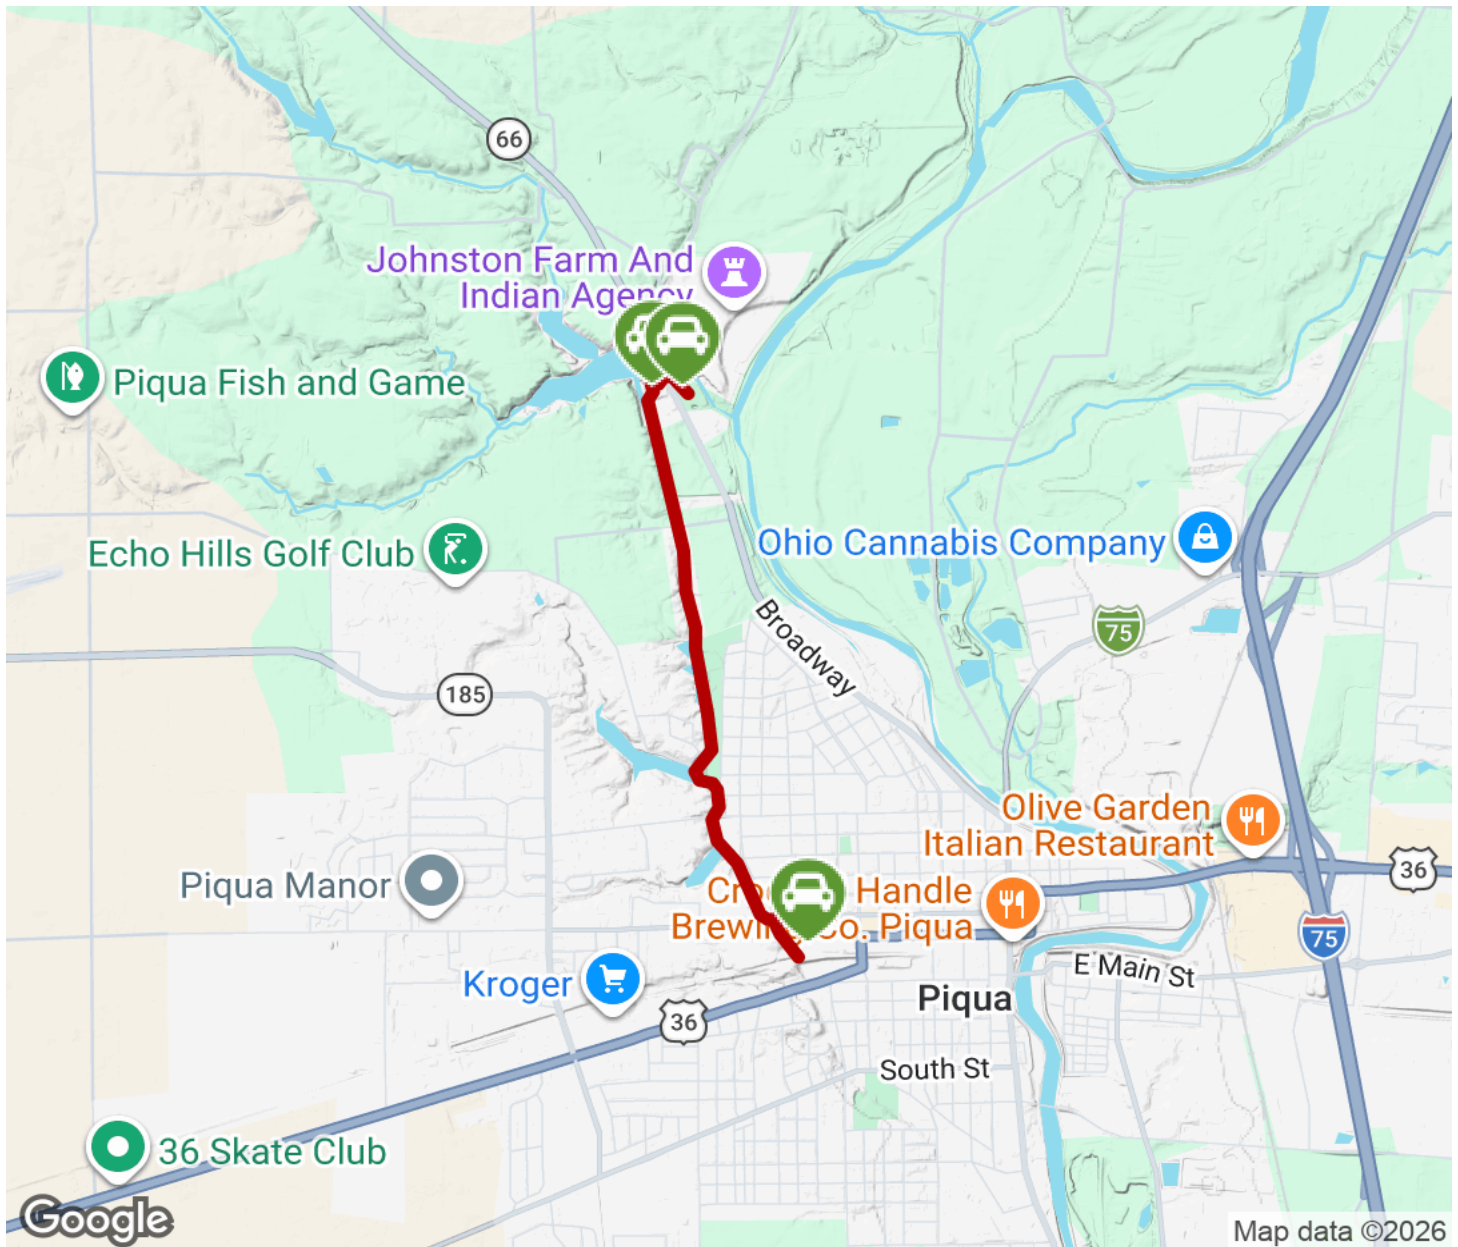 66
Johnston Farm And
Indian Agency
Piqua Fish and Game
Echo Hills Golf Club
Ohio Cannabis Company
75
Broadway
185
Olive Garden
Italian Restaurant
36
Piqua Manor
Handle
Brewing Co. Piqua
75
E Main St
Kroger
Piqua
36
South St
36 Skate Club
Google
Map data ©2026